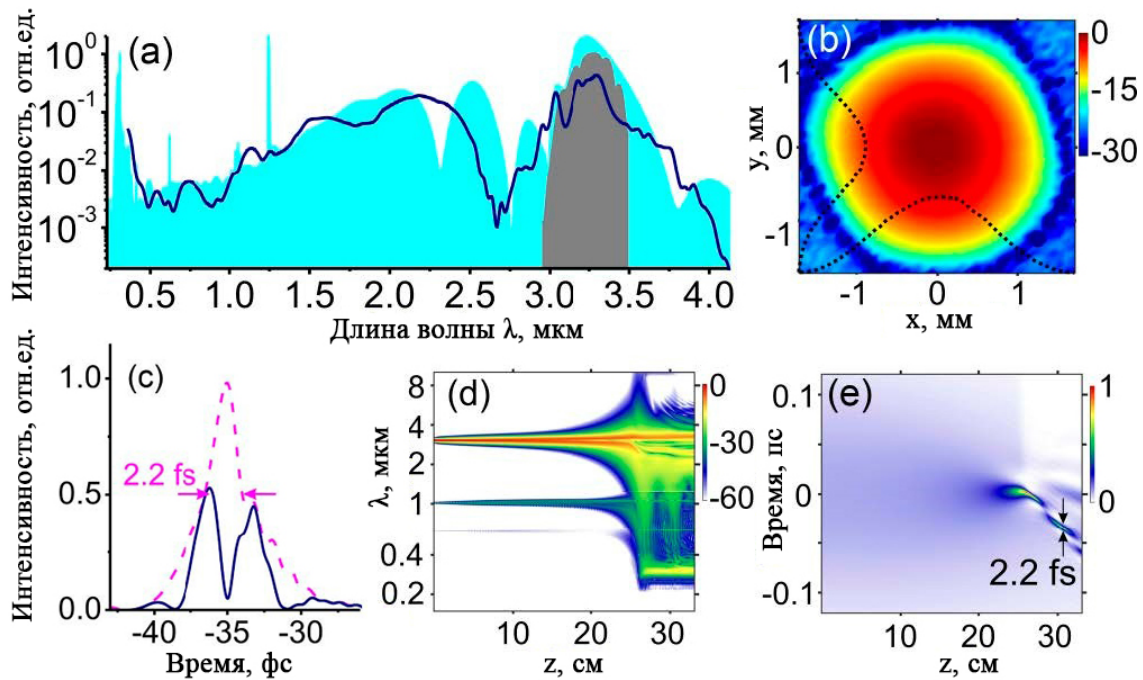 Интенсивность, отн.ед.
(a)
10⁰
10⁻¹
10⁻²
10⁻³
0.5 1.0 1.5 2.0 2.5 3.0 3.5 4.0
Длина волны λ, мкм
(b)
y, мм
1
0
-1
-1 0 1
x, мм
0
-15
-30
Интенсивность, отн.ед.
(c)
1.0
0.5
0.0
2.2 fs
-40 -35 -30
Время, фс
(d)
λ, мкм
8
4
2
1
0.4
0.2
10 20 30
z, см
0
-30
-60
(e)
Время, пс
0.1
0
-0.1
2.2 fs
10 20 30
z, см
1
0